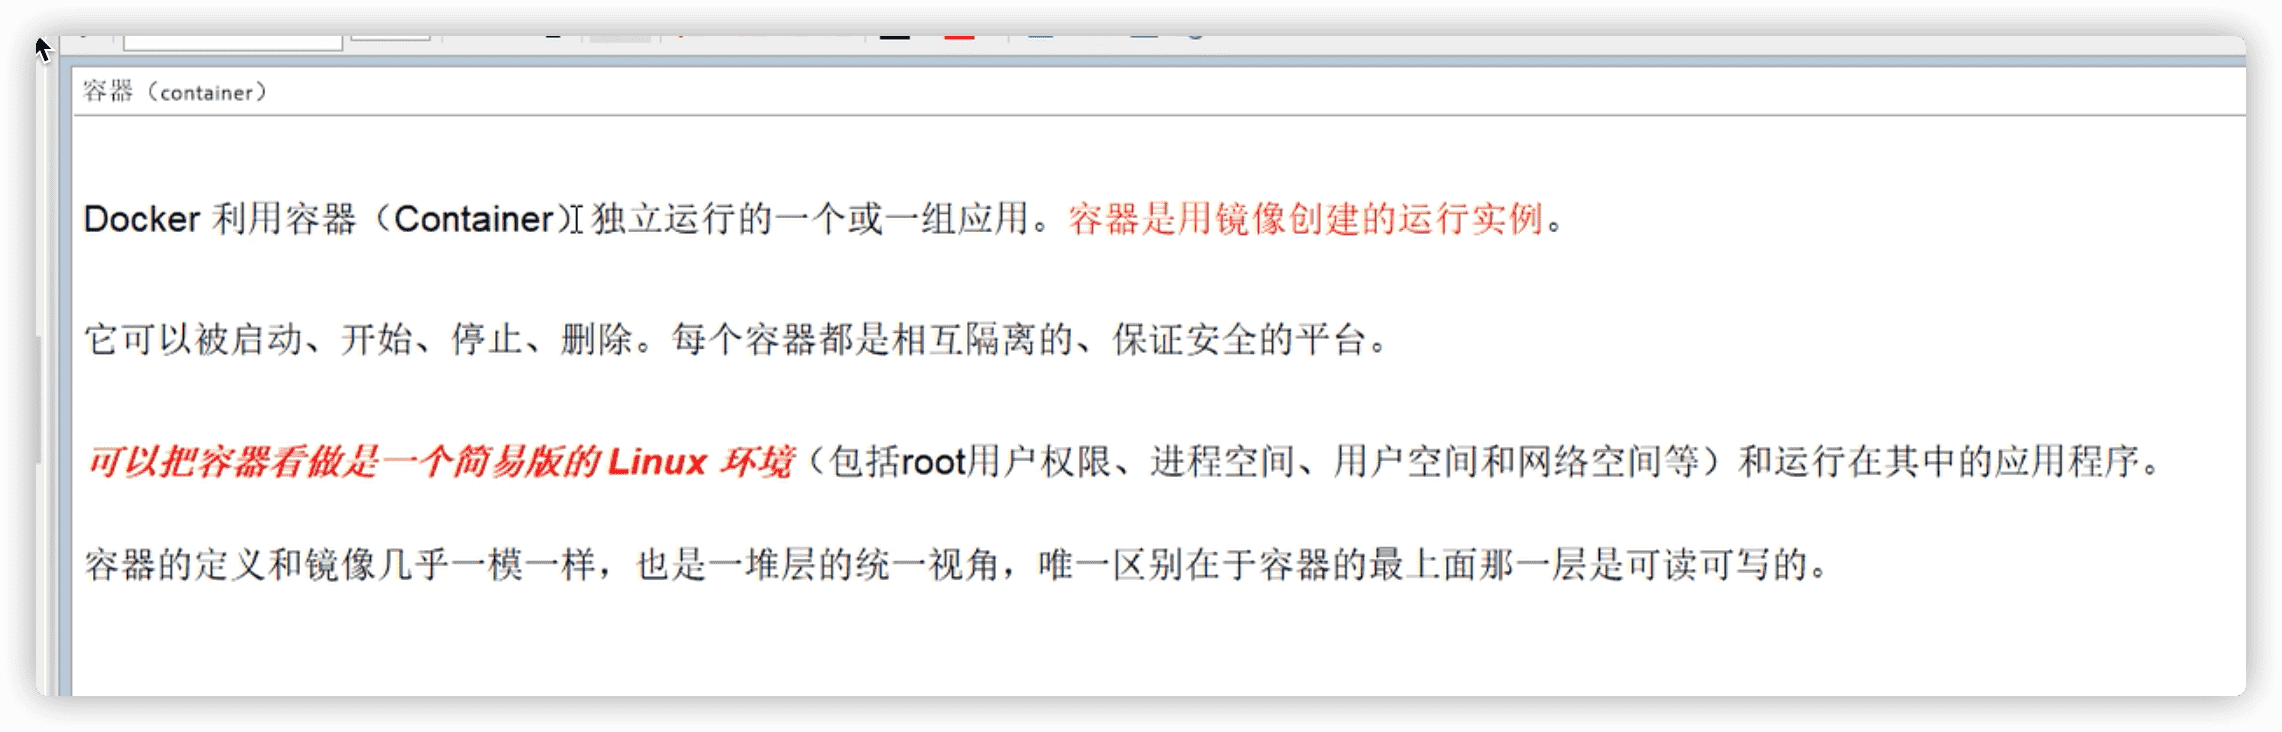 容器（container）
Docker 利用容器（Container）独立运行的一个或一组应用。容器是用镜像创建的运行实例。
它可以被启动、开始、停止、删除。每个容器都是相互隔离的、保证安全的平台。
可以把容器看做是一个简易版的 Linux 环境（包括root用户权限、进程空间、用户空间和网络空间等）和运行在其中的应用程序。
容器的定义和镜像几乎一模一样，也是一堆层的统一视角，唯一区别在于容器的最上面那一层是可读可写的。